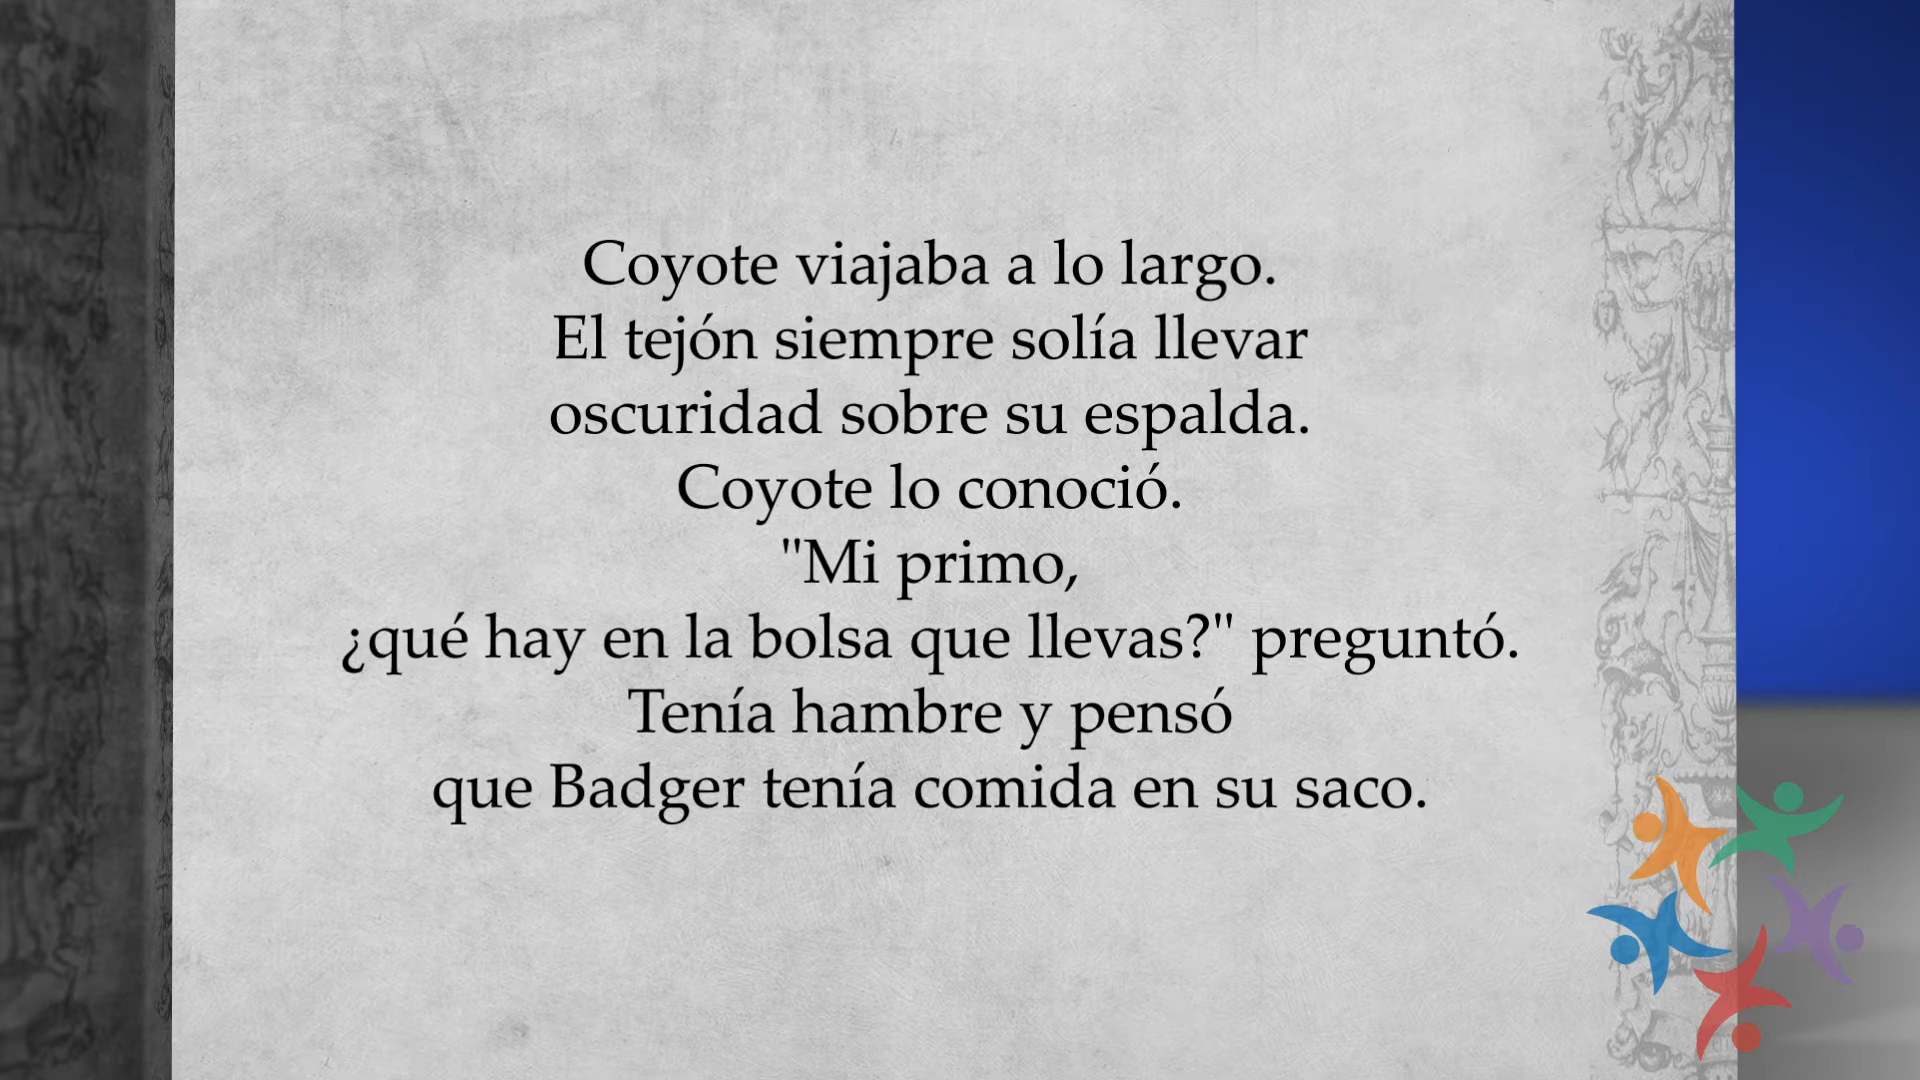 Coyote viajaba a lo largo.
El tejón siempre solía llevar
oscuridad sobre su espalda.
Coyote lo conoció.
"Mi primo,
¿qué hay en la bolsa que llevas?" preguntó.
Tenía hambre y pensó
que Badger tenía comida en su saco.